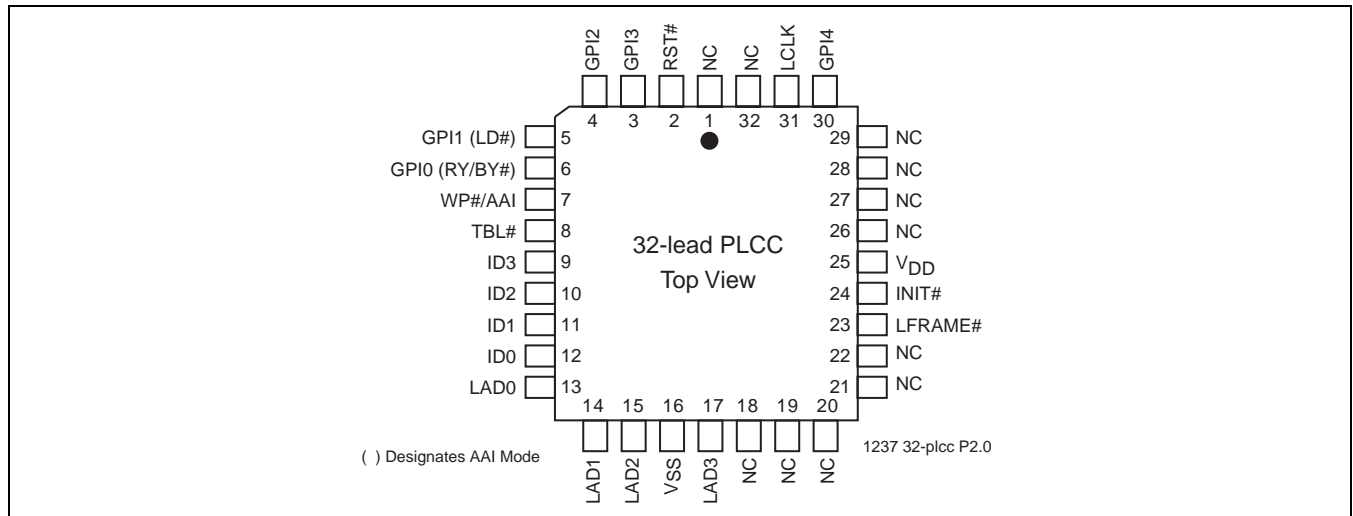 GPI2
GPI3
RST#
NC
NC
LCLK
GPI4
4 3 2 1 32 31 30
GPI1 (LD#) 5
GPI0 (RY/BY#) 6
WP#/AAI 7
TBL# 8
ID3 9
ID2 10
ID1 11
ID0 12
LAD0 13
32-lead PLCC
Top View
29 NC
28 NC
27 NC
26 NC
25 VDD
24 INIT#
23 LFRAME#
22 NC
21 NC
14 15 16 17 18 19 20
LAD1
LAD2
VSS
LAD3
NC
NC
NC
( ) Designates AAI Mode
1237 32-plcc P2.0